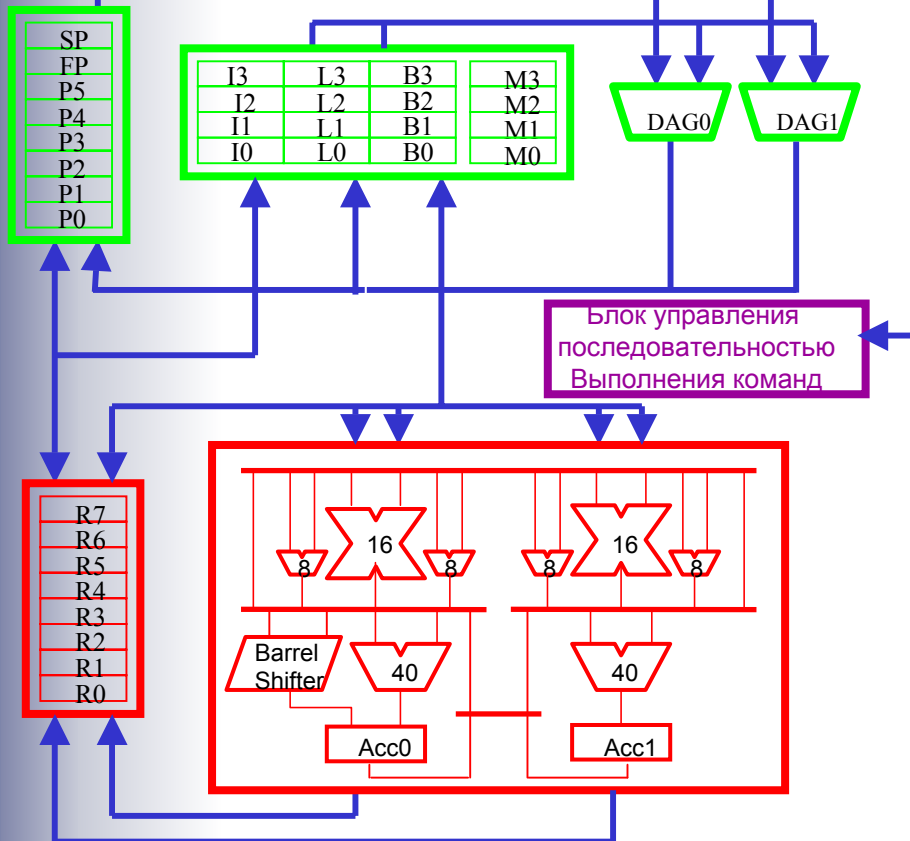 SP
FP
P5
P4
P3
P2
P1
P0
I3 L3 B3 M3
I2 L2 B2 M2
I1 L1 B1 M1
I0 L0 B0 M0
DAG0 DAG1
Блок управления
последовательностью
Выполнения команд
R7
R6
R5
R4
R3
R2
R1
R0
8 16 8 8 16 8
Barrel
Shifter
40 40
Acc0 Acc1